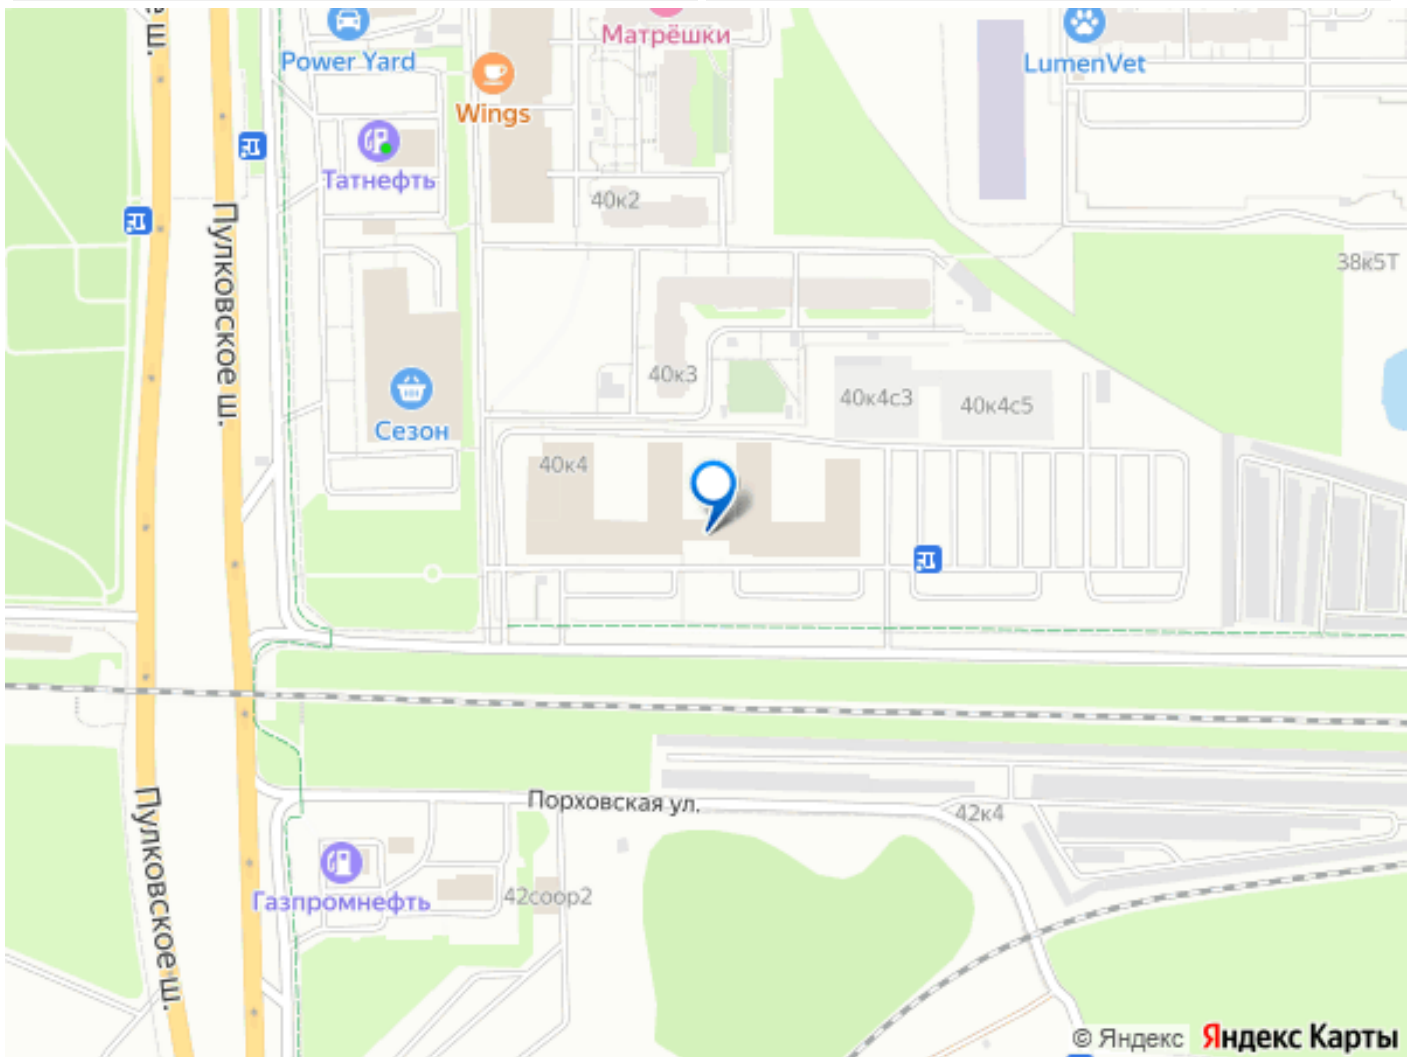 ш.
Матрёшки
Power Yard
LumenVet
Wings
Татнефть
40к2
Пулковское ш.
38к5Т
40к3
40к4с3
40к4с5
Сезон
40к4
Порховская ул.
42к4
Пулковское ш.
Газпромнефть
42соор2
© Яндекс Яндекс Карты